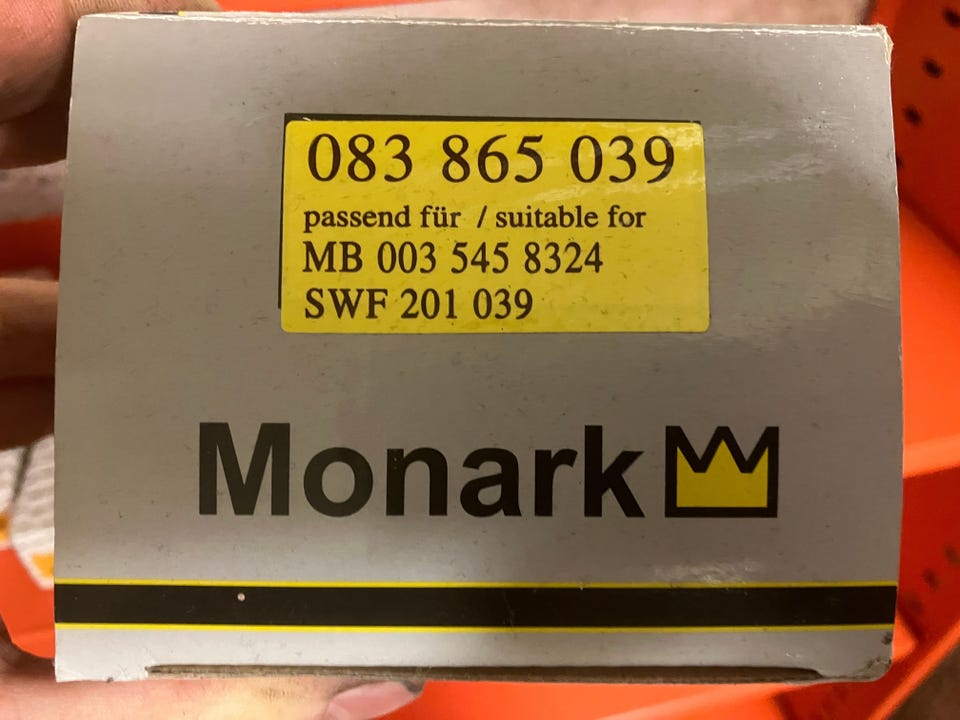 083 865 039
passend für / suitable for
MB 003 545 8324
SWF 201 039
Monark